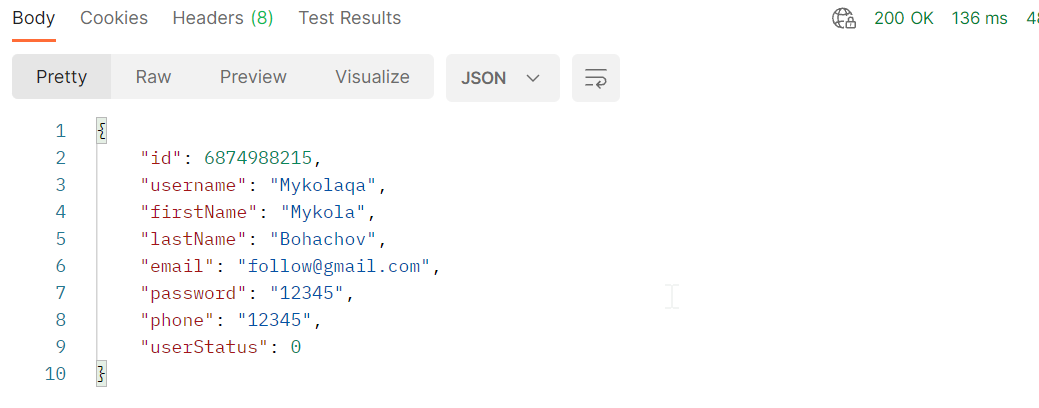 Body Cookies Headers (8) Test Results 200 OK 136 ms
Pretty Raw Preview Visualize JSON
1 {
2 "id": 6874988215,
3 "username": "Mykolaqa",
4 "firstName": "Mykola",
5 "lastName": "Bohachov",
6 "email": "follow@gmail.com",
7 "password": "12345",
8 "phone": "12345",
9 "userStatus": 0
10 }